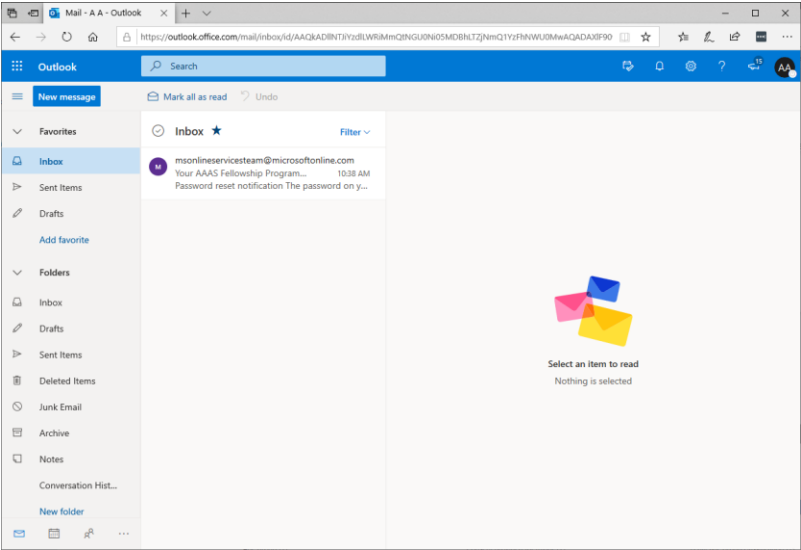 Mail - A A - Outlook
https://outlook.office.com/mail/inbox/id/
Outlook
Search
15
AA
New message
Mark all as read
Undo
Favorites
Inbox
Sent Items
Drafts
Add favorite
Folders
Inbox
Drafts
Sent Items
Deleted Items
Junk Email
Archive
Notes
Conversation Hist...
New folder
Inbox
Filter
M
msonlineservicesteam@microsoftonline.com
Your AAAS Fellowship Program... 10:38 AM
Password reset notification The password on y...
Select an item to read
Nothing is selected